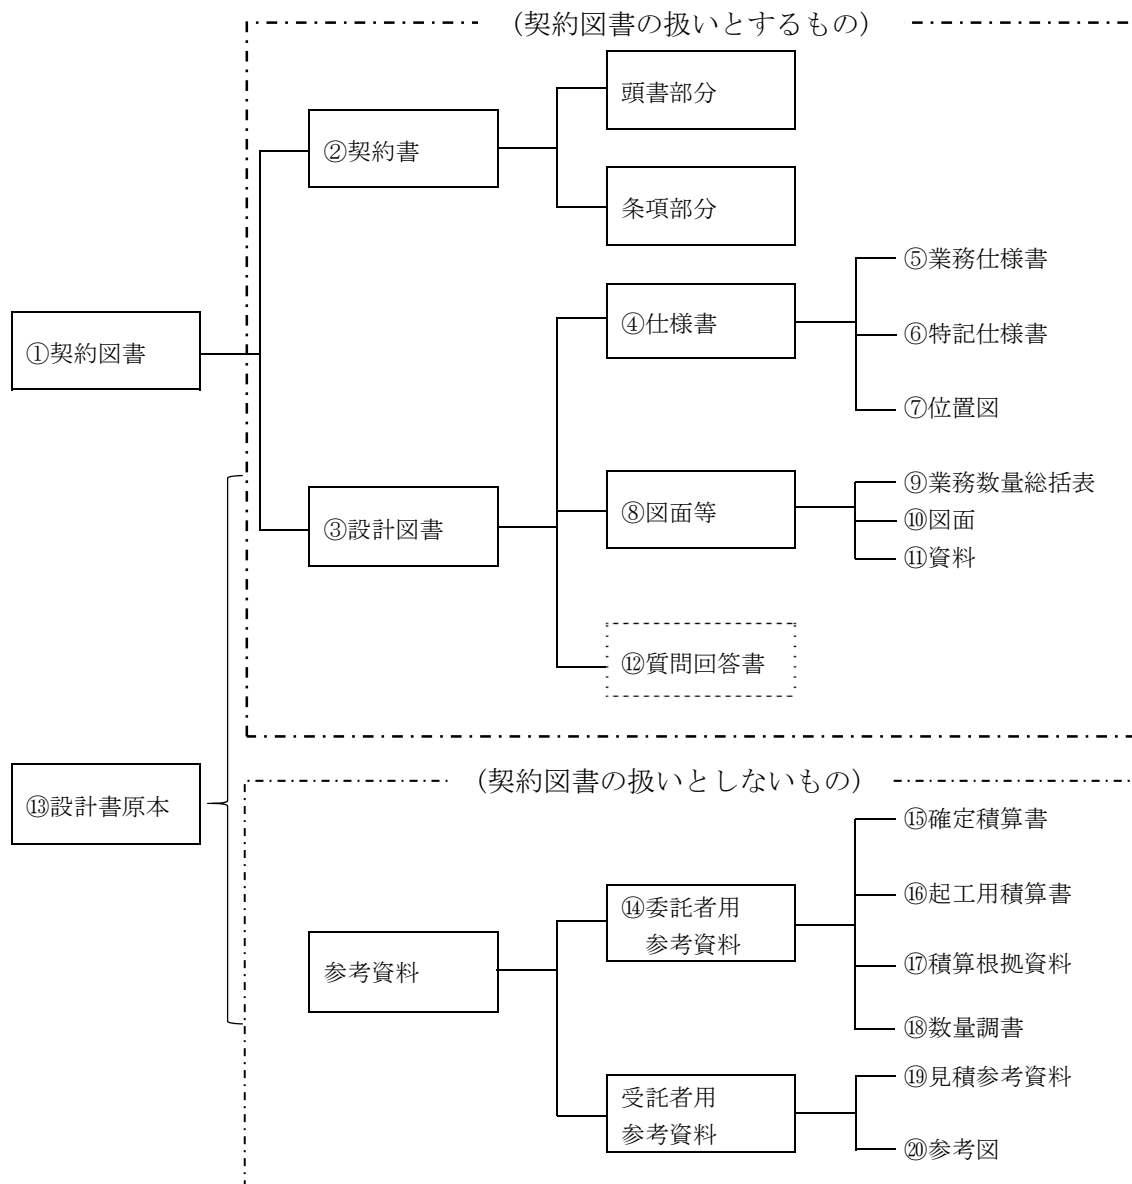 (契約図書の扱いとするもの)
頭書部分
②契約書
条項部分
⑤業務仕様書
④仕様書
⑥特記仕様書
①契約図書
⑦位置図
⑨業務数量総括表
⑧図面等
⑩図面
③設計図書
⑪資料
⑫質問回答書
(契約図書の扱いとしないもの)
⑬設計書原本
⑮確定積算書
⑯起工用積算書
⑭委託者用
参考資料
参考資料
⑰積算根拠資料
⑱数量調書
⑲見積参考資料
受託者用
参考資料
⑳参考図